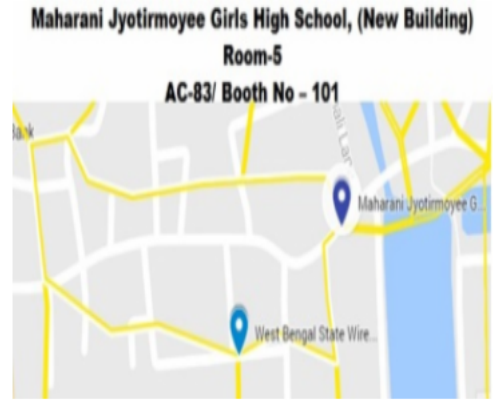 Maharani Jyotirmoyee Girls High School, (New Building)
Room-5
AC-83/ Booth No – 101
Maharani Jyotirmoyee G...
West Bengal State Wire...